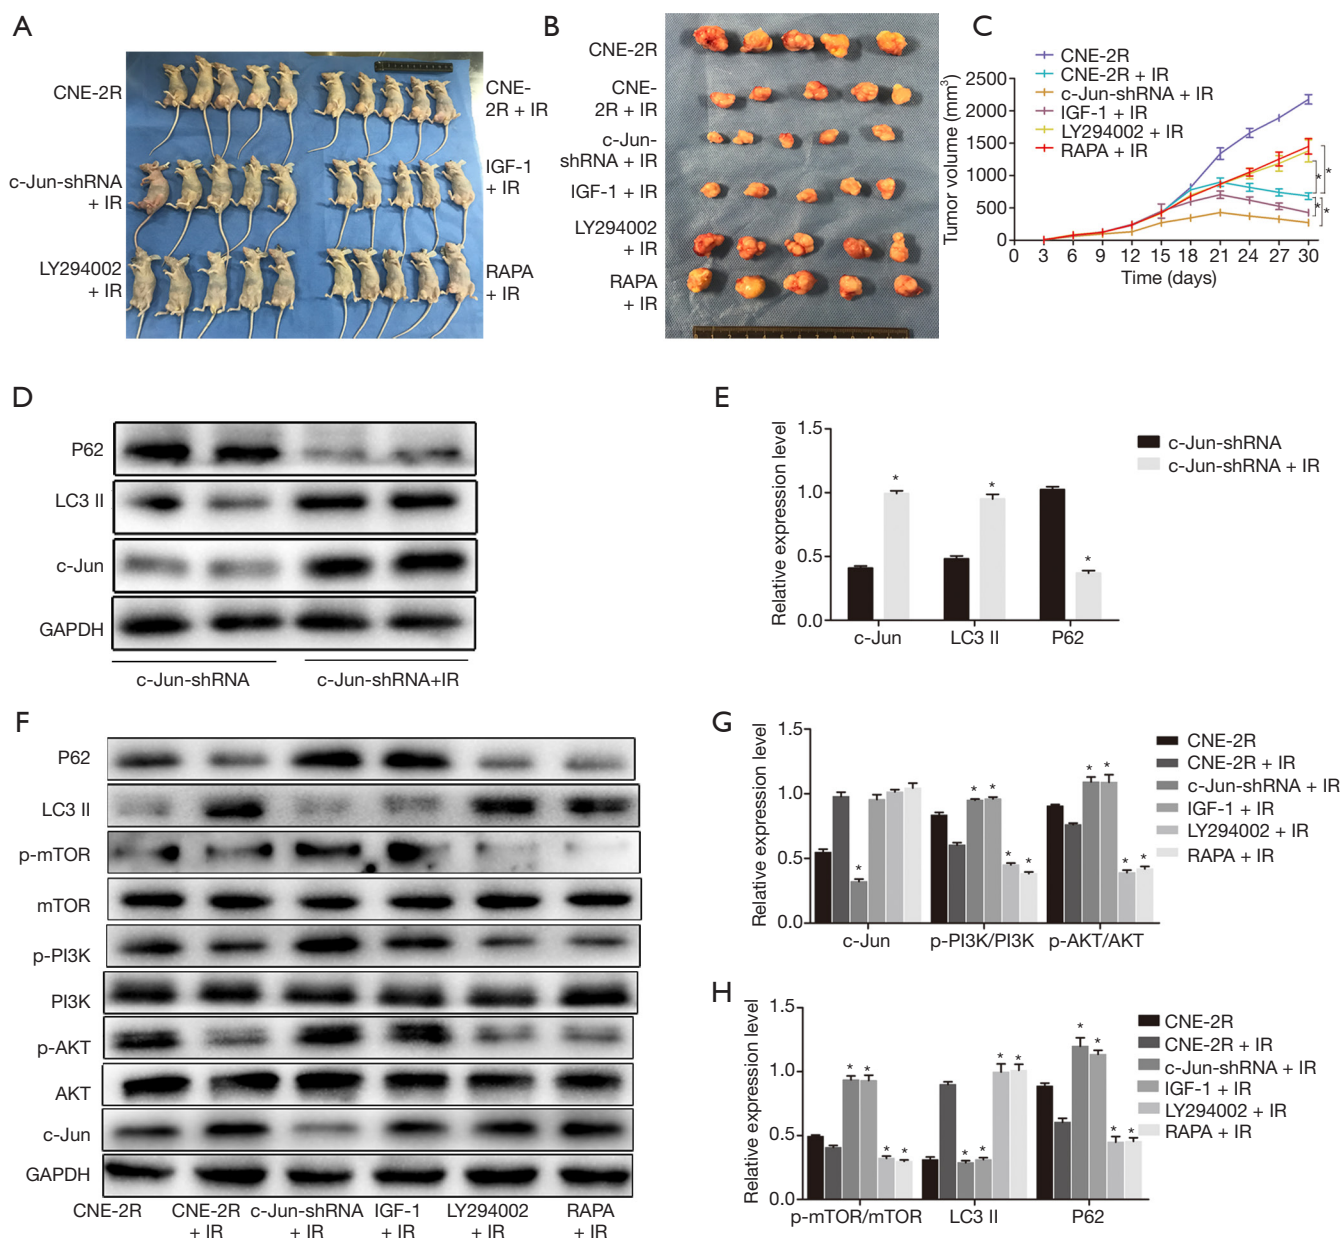 A
CNE-2R
CNE-
2R + IR
c-Jun-shRNA
+ IR
IGF-1
+ IR
LY294002
+ IR
RAPA
+ IR
B
CNE-2R
CNE-
2R + IR
c-Jun-
shRNA + IR
IGF-1 + IR
LY294002
+ IR
RAPA
+ IR
C
CNE-2R
CNE-2R + IR
c-Jun-shRNA + IR
IGF-1 + IR
LY294002 + IR
RAPA + IR
Tumor volume (mm3)
2500
2000
1500
1000
500
0
0 3 6 9 12 15 18 21 24 27 30
Time (days)
* * * *
D
P62
LC3 II
c-Jun
GAPDH
c-Jun-shRNA c-Jun-shRNA+IR
E
Relative expression level
1.5
1.0
0.5
0.0
* * *
c-Jun LC3 II P62
c-Jun-shRNA
c-Jun-shRNA + IR
F
P62
LC3 II
p-mTOR
mTOR
p-PI3K
PI3K
p-AKT
AKT
c-Jun
GAPDH
CNE-2R
CNE-2R
+ IR
c-Jun-shRNA
+ IR
IGF-1
+ IR
LY294002
+ IR
RAPA
+ IR
G
Relative expression level
1.5
1.0
0.5
0.0
* * * * * * * * *
c-Jun p-PI3K/PI3K p-AKT/AKT
CNE-2R
CNE-2R + IR
c-Jun-shRNA + IR
IGF-1 + IR
LY294002 + IR
RAPA + IR
H
Relative expression level
1.5
1.0
0.5
0.0
* * * * * * * * * * * *
p-mTOR/mTOR LC3 II P62
CNE-2R
CNE-2R + IR
c-Jun-shRNA + IR
IGF-1 + IR
LY294002 + IR
RAPA + IR